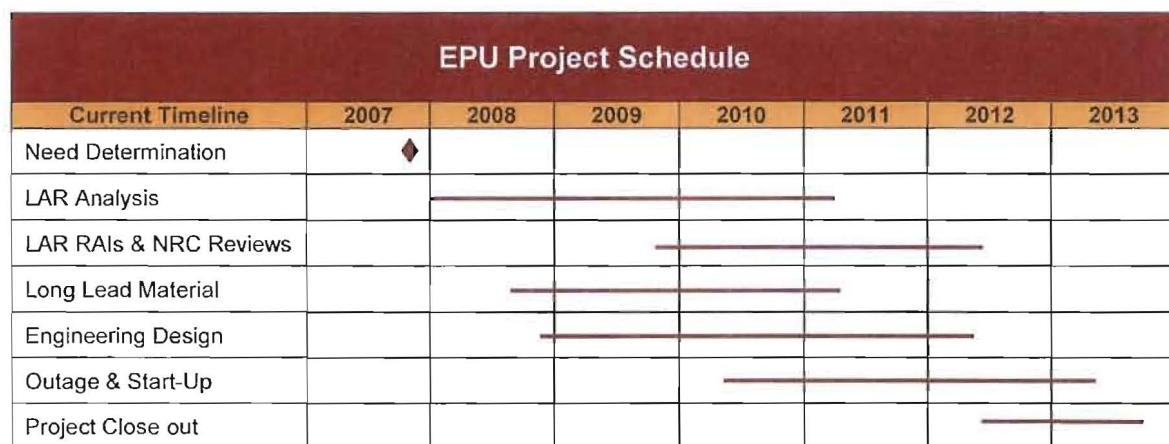 EPU Project Schedule
Current Timeline 2007 2008 2009 2010 2011 2012 2013
Need Determination
LAR Analysis
LAR RAIs & NRC Reviews
Long Lead Material
Engineering Design
Outage & Start-Up
Project Close out